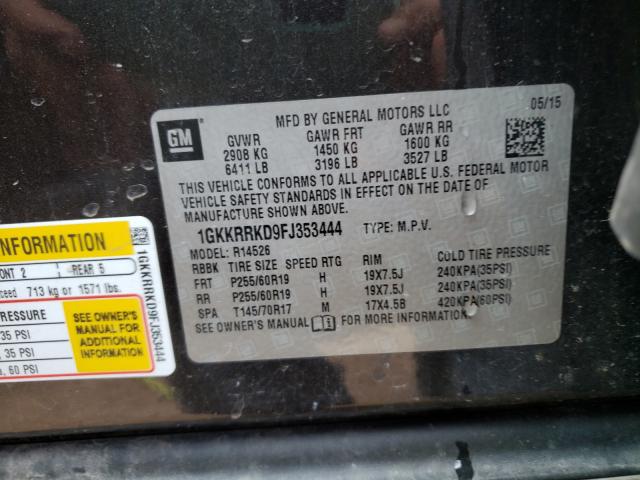 GM
MFD BY GENERAL MOTORS LLC 05/15
GVWR GAWR FRT GAWR RR
2908 KG 1450 KG 1600 KG
6411 LB 3196 LB 3527 LB
THIS VEHICLE CONFORMS TO ALL APPLICABLE U.S. FEDERAL MOTOR
VEHICLE SAFETY STANDARDS IN EFFECT ON THE DATE OF
MANUFACTURE SHOWN ABOVE.
1GKKRRKD9FJ353444 TYPE: M.P.V.
MODEL: R14526
RBBK TIRE SIZE SPEED RTG RIM COLD TIRE PRESSURE
FRT P255/60R19 H 19X7.5J 240KPA(35PSI)
RR P255/60R19 H 19X7.5J 240KPA(35PSI)
SPA T145/70R17 M 17X4.5B 420KPA(60PSI)
SEE OWNER'S MANUAL FOR MORE INFORMATION
INFORMATION
ONT 2 REAR 5
ceed 713 kg or 1571 lbs.
PRESSURE
35 PSI
, 35 PSI
a, 60 PSI
SEE OWNER'S
MANUAL FOR
ADDITIONAL
INFORMATION
1GKKRRKD9FJ353444